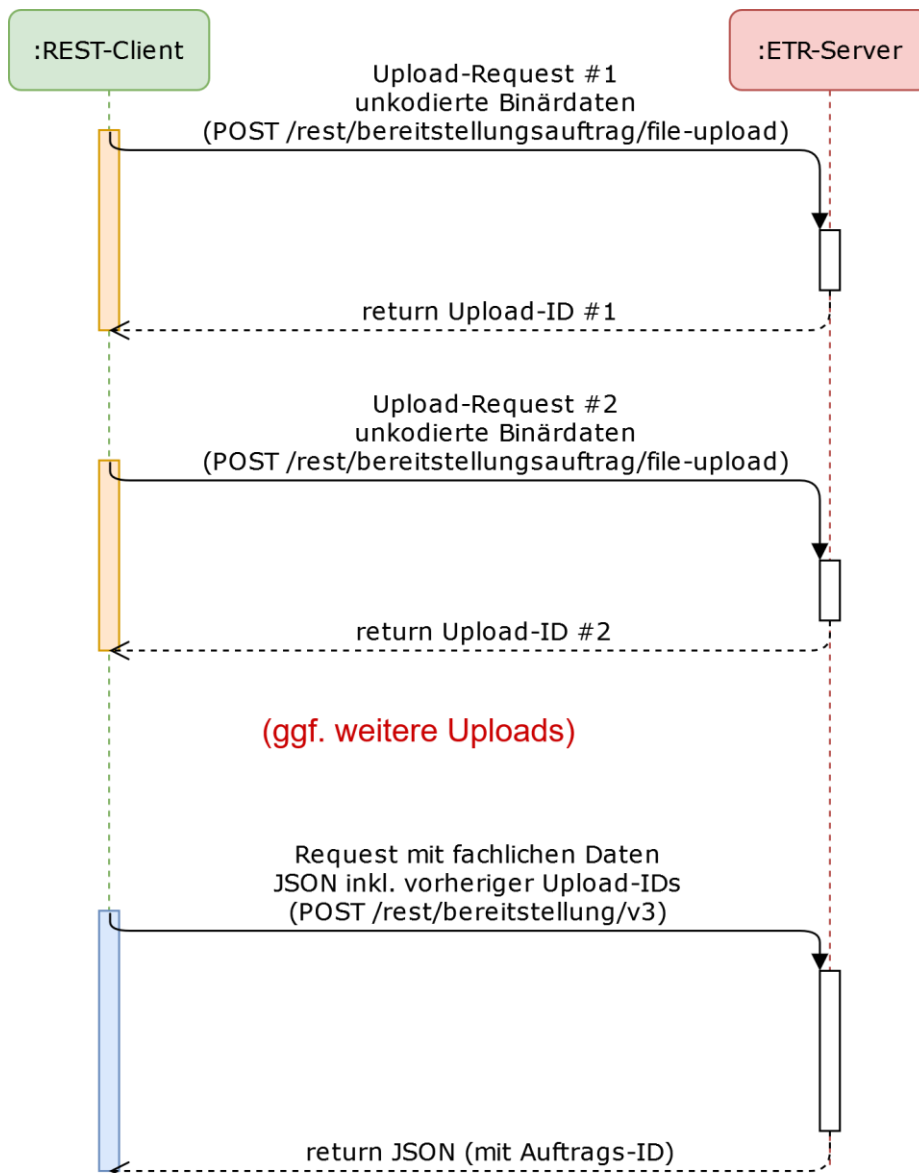 :REST-Client
:ETR-Server
Upload-Request #1
unkodierte Binärdaten
(POST /rest/bereitstellungsauftrag/file-upload)
return Upload-ID #1
Upload-Request #2
unkodierte Binärdaten
(POST /rest/bereitstellungsauftrag/file-upload)
return Upload-ID #2
(ggf. weitere Uploads)
Request mit fachlichen Daten
JSON inkl. vorheriger Upload-IDs
(POST /rest/bereitstellung/v3)
return JSON (mit Auftrags-ID)